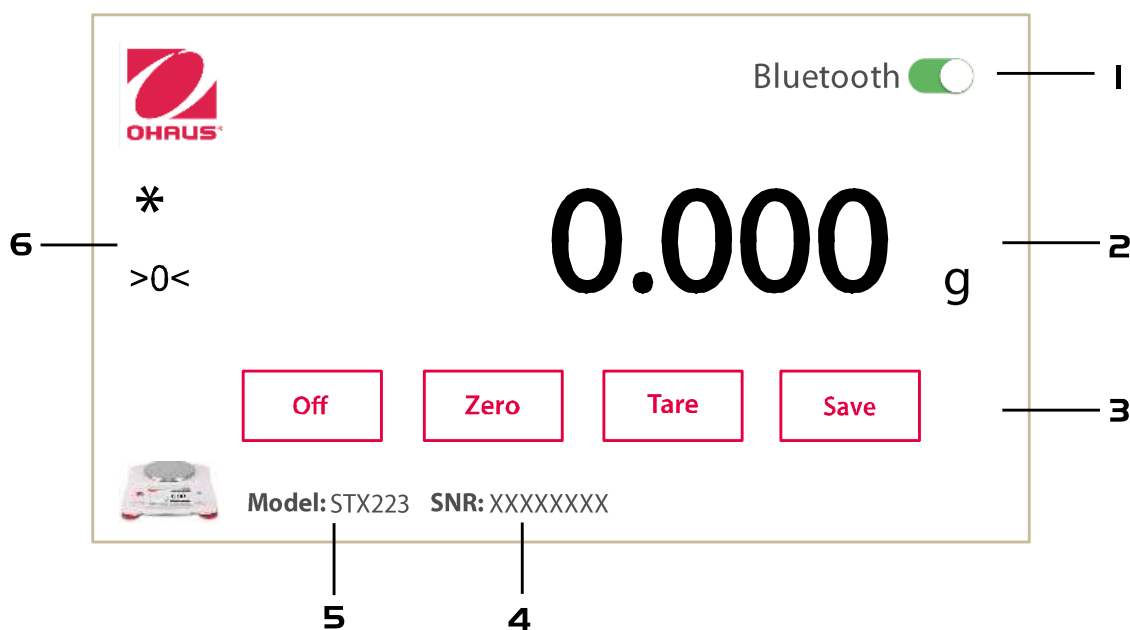 OHAUS®
Bluetooth
1
*
0.000 g
2
6
>0<
Off Zero Tare Save
3
Model: STX223 SNR: XXXXXXXX
5 4